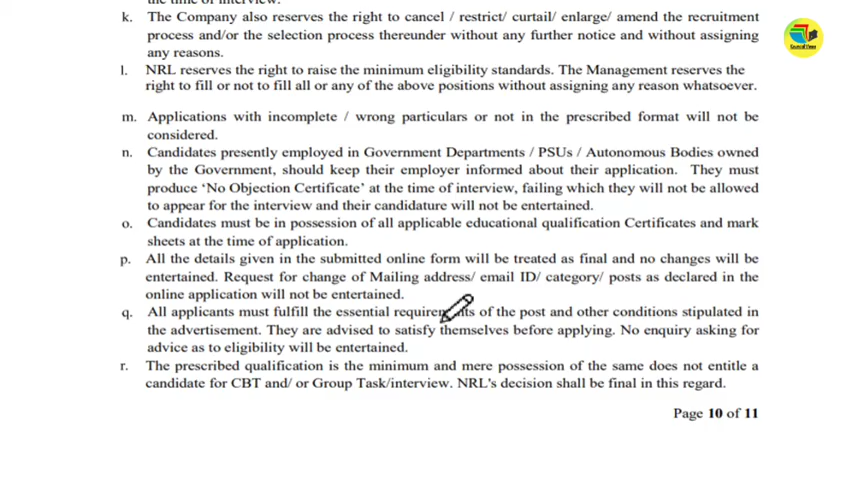 the time of interview.
k. The Company also reserves the right to cancel / restrict/ curtail/ enlarge/ amend the recruitment
process and/or the selection process thereunder without any further notice and without assigning
any reasons.
l. NRL reserves the right to raise the minimum eligibility standards. The Management reserves the
right to fill or not to fill all or any of the above positions without assigning any reason whatsoever.
m. Applications with incomplete / wrong particulars or not in the prescribed format will not be
considered.
n. Candidates presently employed in Government Departments / PSUs / Autonomous Bodies owned
by the Government, should keep their employer informed about their application. They must
produce ‘No Objection Certificate’ at the time of interview, failing which they will not be allowed
to appear for the interview and their candidature will not be entertained.
o. Candidates must be in possession of all applicable educational qualification Certificates and mark
sheets at the time of application.
p. All the details given in the submitted online form will be treated as final and no changes will be
entertained. Request for change of Mailing address/ email ID/ category/ posts as declared in the
online application will not be entertained.
q. All applicants must fulfill the essential requirements of the post and other conditions stipulated in
the advertisement. They are advised to satisfy themselves before applying. No enquiry asking for
advice as to eligibility will be entertained.
r. The prescribed qualification is the minimum and mere possession of the same does not entitle a
candidate for CBT and/ or Group Task/interview. NRL's decision shall be final in this regard.
Page 10 of 11